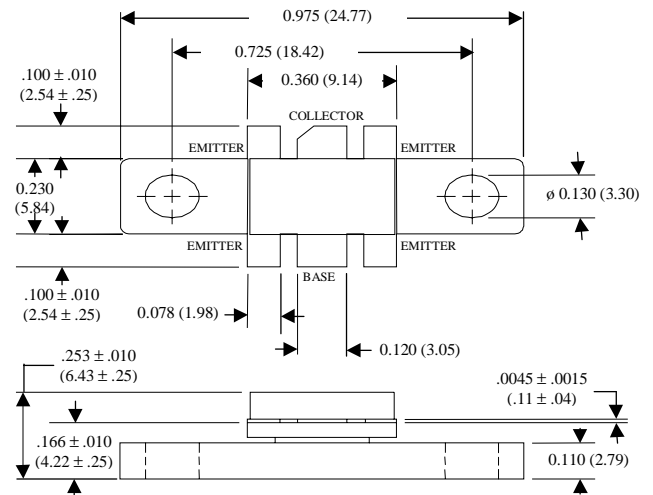 0.975 (24.77)
0.725 (18.42)
.100 ± .010
(2.54 ± .25)
0.360 (9.14)
COLLECTOR
EMITTER
EMITTER
0.230
(5.84)
ø 0.130 (3.30)
EMITTER
EMITTER
BASE
.100 ± .010
(2.54 ± .25)
0.078 (1.98)
0.120 (3.05)
.253 ± .010
(6.43 ± .25)
.0045 ± .0015
(.11 ± .04)
.166 ± .010
(4.22 ± .25)
0.110 (2.79)